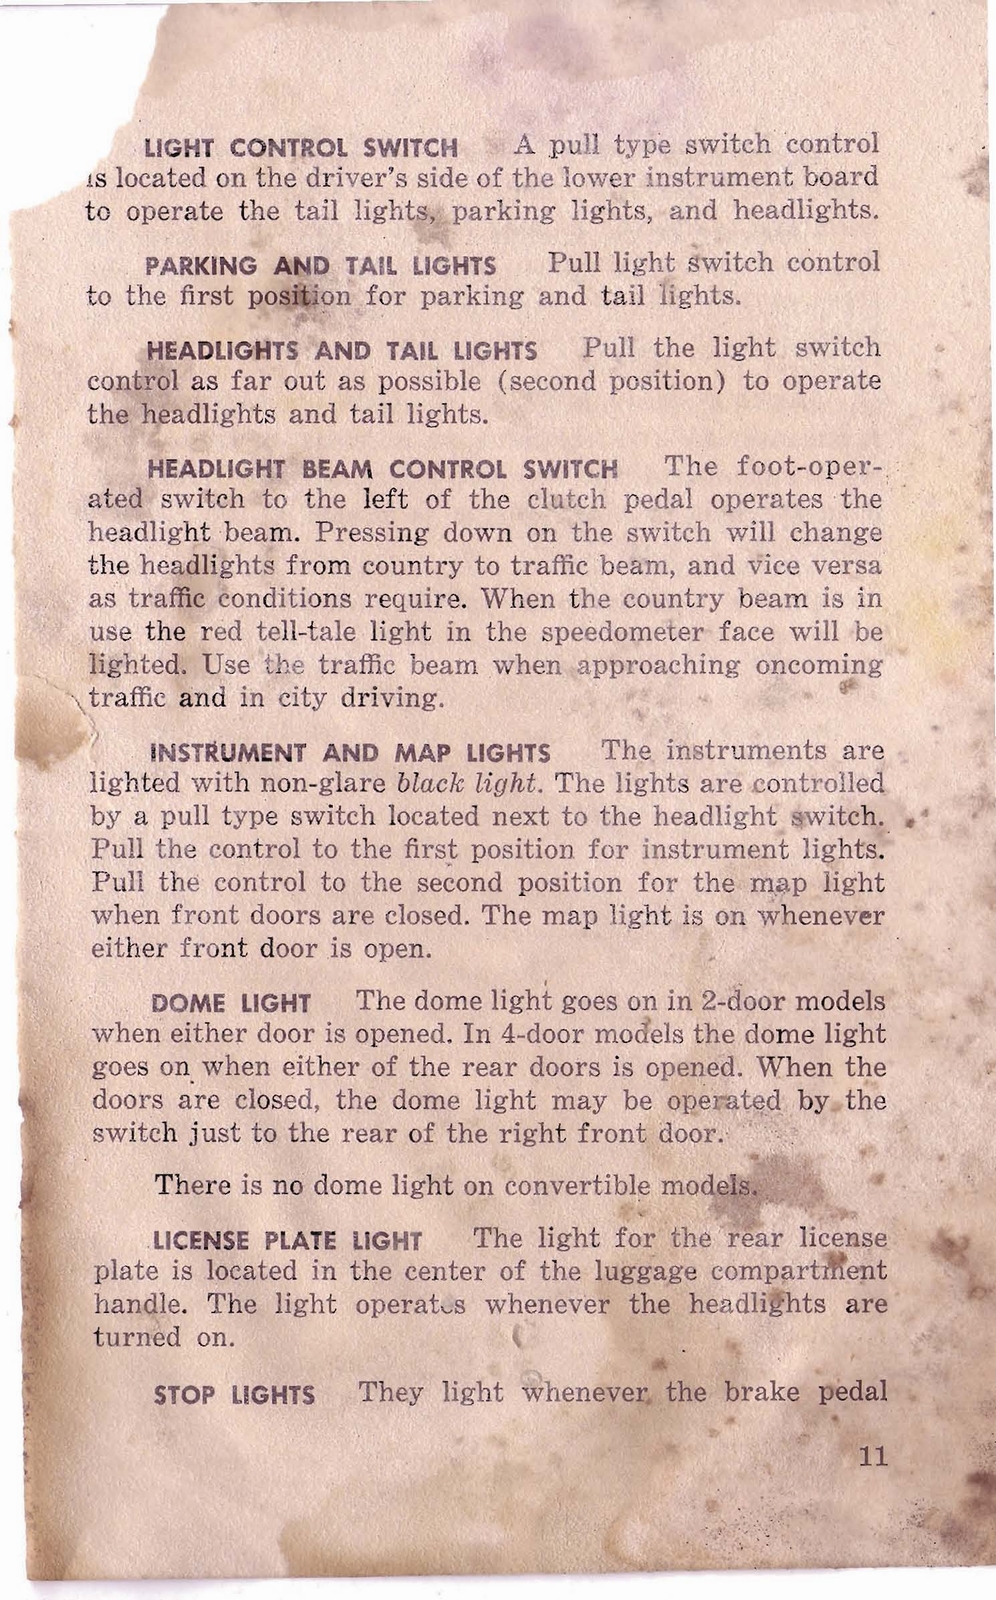 LIGHT CONTROL SWITCH A pull type switch control
is located on the driver's side of the lower instrument board
to operate the tail lights, parking lights, and headlights.
PARKING AND TAIL LIGHTS Pull light switch control
to the first position for parking and tail lights.
HEADLIGHTS AND TAIL LIGHTS Pull the light switch
control as far out as possible (second position) to operate
the headlights and tail lights.
HEADLIGHT BEAM CONTROL SWITCH The foot-oper-
ated switch to the left of the clutch pedal operates the
headlight beam. Pressing down on the switch will change
the headlights from country to traffic beam, and vice versa
as traffic conditions require. When the country beam is in
use the red tell-tale light in the speedometer face will be
lighted. Use the traffic beam when approaching oncoming
traffic and in city driving.
INSTRUMENT AND MAP LIGHTS The instruments are
lighted with non-glare black light. The lights are controlled
by a pull type switch located next to the headlight switch.
Pull the control to the first position for instrument lights.
Pull the control to the second position for the map light
when front doors are closed. The map light is on whenever
either front door is open.
DOME LIGHT The dome light goes on in 2-door models
when either door is opened. In 4-door models the dome light
goes on when either of the rear doors is opened. When the
doors are closed, the dome light may be operated by the
switch just to the rear of the right front door.
There is no dome light on convertible models.
LICENSE PLATE LIGHT The light for the rear license
plate is located in the center of the luggage compartment
handle. The light operates whenever the headlights are
turned on.
STOP LIGHTS They light whenever the brake pedal
11